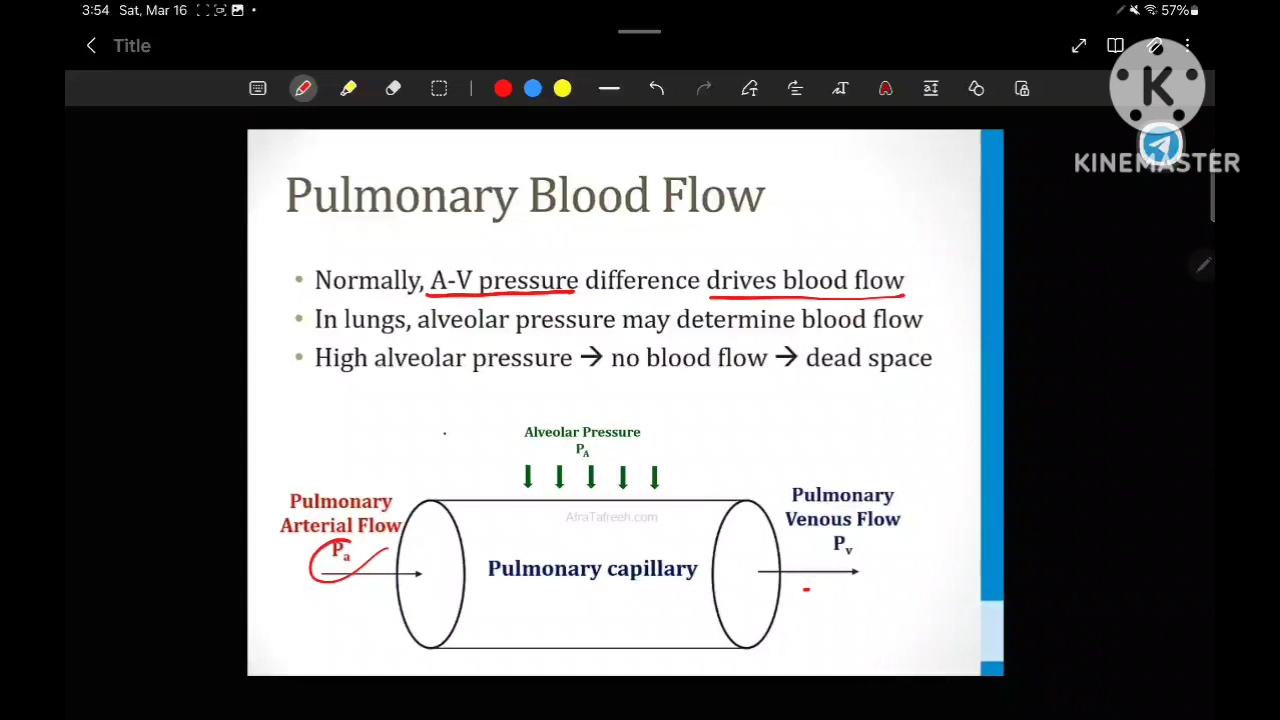 3:54 Sat, Mar 16
57%
Title
K
KINEMASTER
Pulmonary Blood Flow
• Normally, A-V pressure difference drives blood flow
• In lungs, alveolar pressure may determine blood flow
• High alveolar pressure → no blood flow → dead space
Alveolar Pressure
PA
Pulmonary
Arterial Flow
Pa
AfraTafreeh.com
Pulmonary capillary
Pulmonary
Venous Flow
Pv